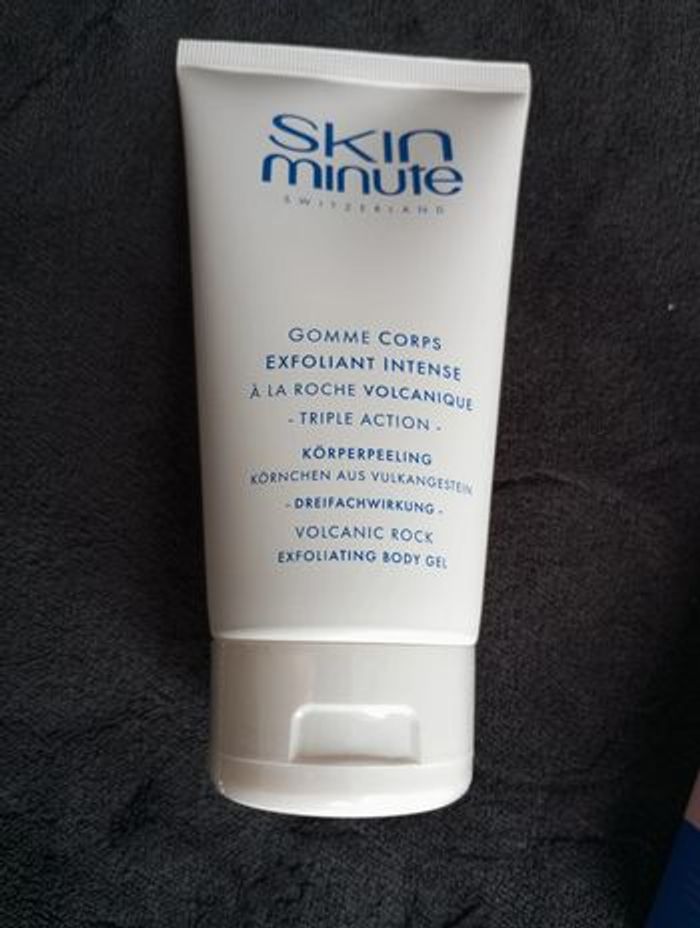 Skin
minute
SWITZERLAND
GOMME CORPS
EXFOLIANT INTENSE
À LA ROCHE VOLCANIQUE
- TRIPLE ACTION -
KÖRPERPEELING
KÖRNCHEN AUS VULKANGESTEIN
- DREIFACHWIRKUNG -
VOLCANIC ROCK
EXFOLIATING BODY GEL